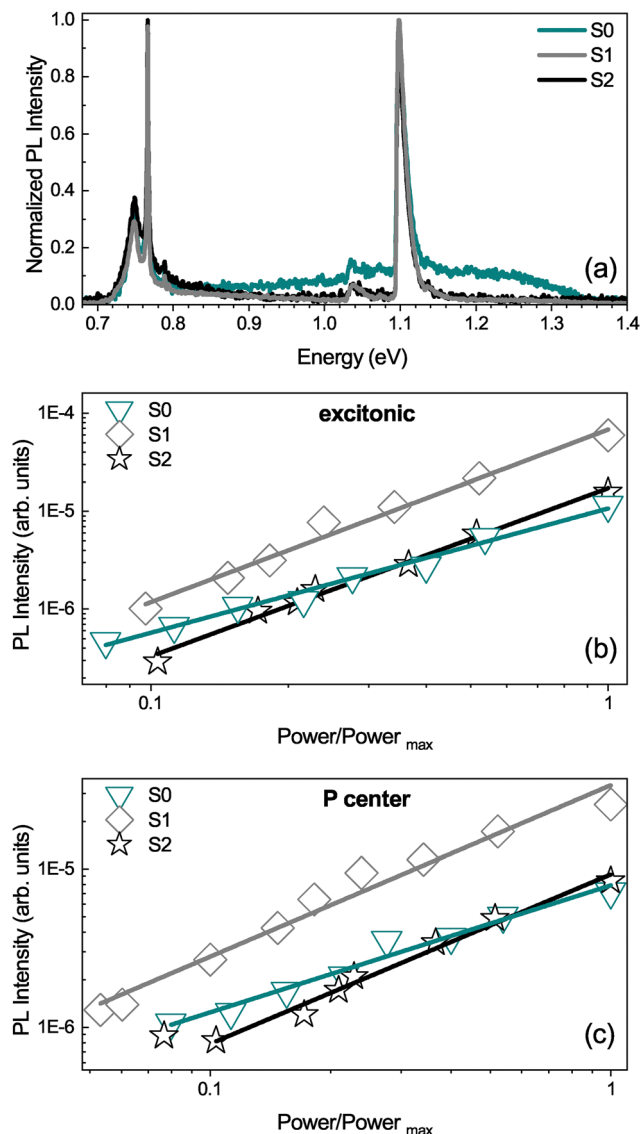 S0
S1
S2
1.0
0.8
0.6
0.4
0.2
0.0
Normalized PL Intensity
(a)
0.7 0.8 0.9 1.0 1.1 1.2 1.3 1.4
Energy (eV)
excitonic
S0
S1
S2
1E-4
1E-5
1E-6
PL Intensity (arb. units)
(b)
0.1 1
Power/Power max
P center
S0
S1
S2
1E-5
1E-6
PL Intensity (arb. units)
(c)
0.1 1
Power/Power max